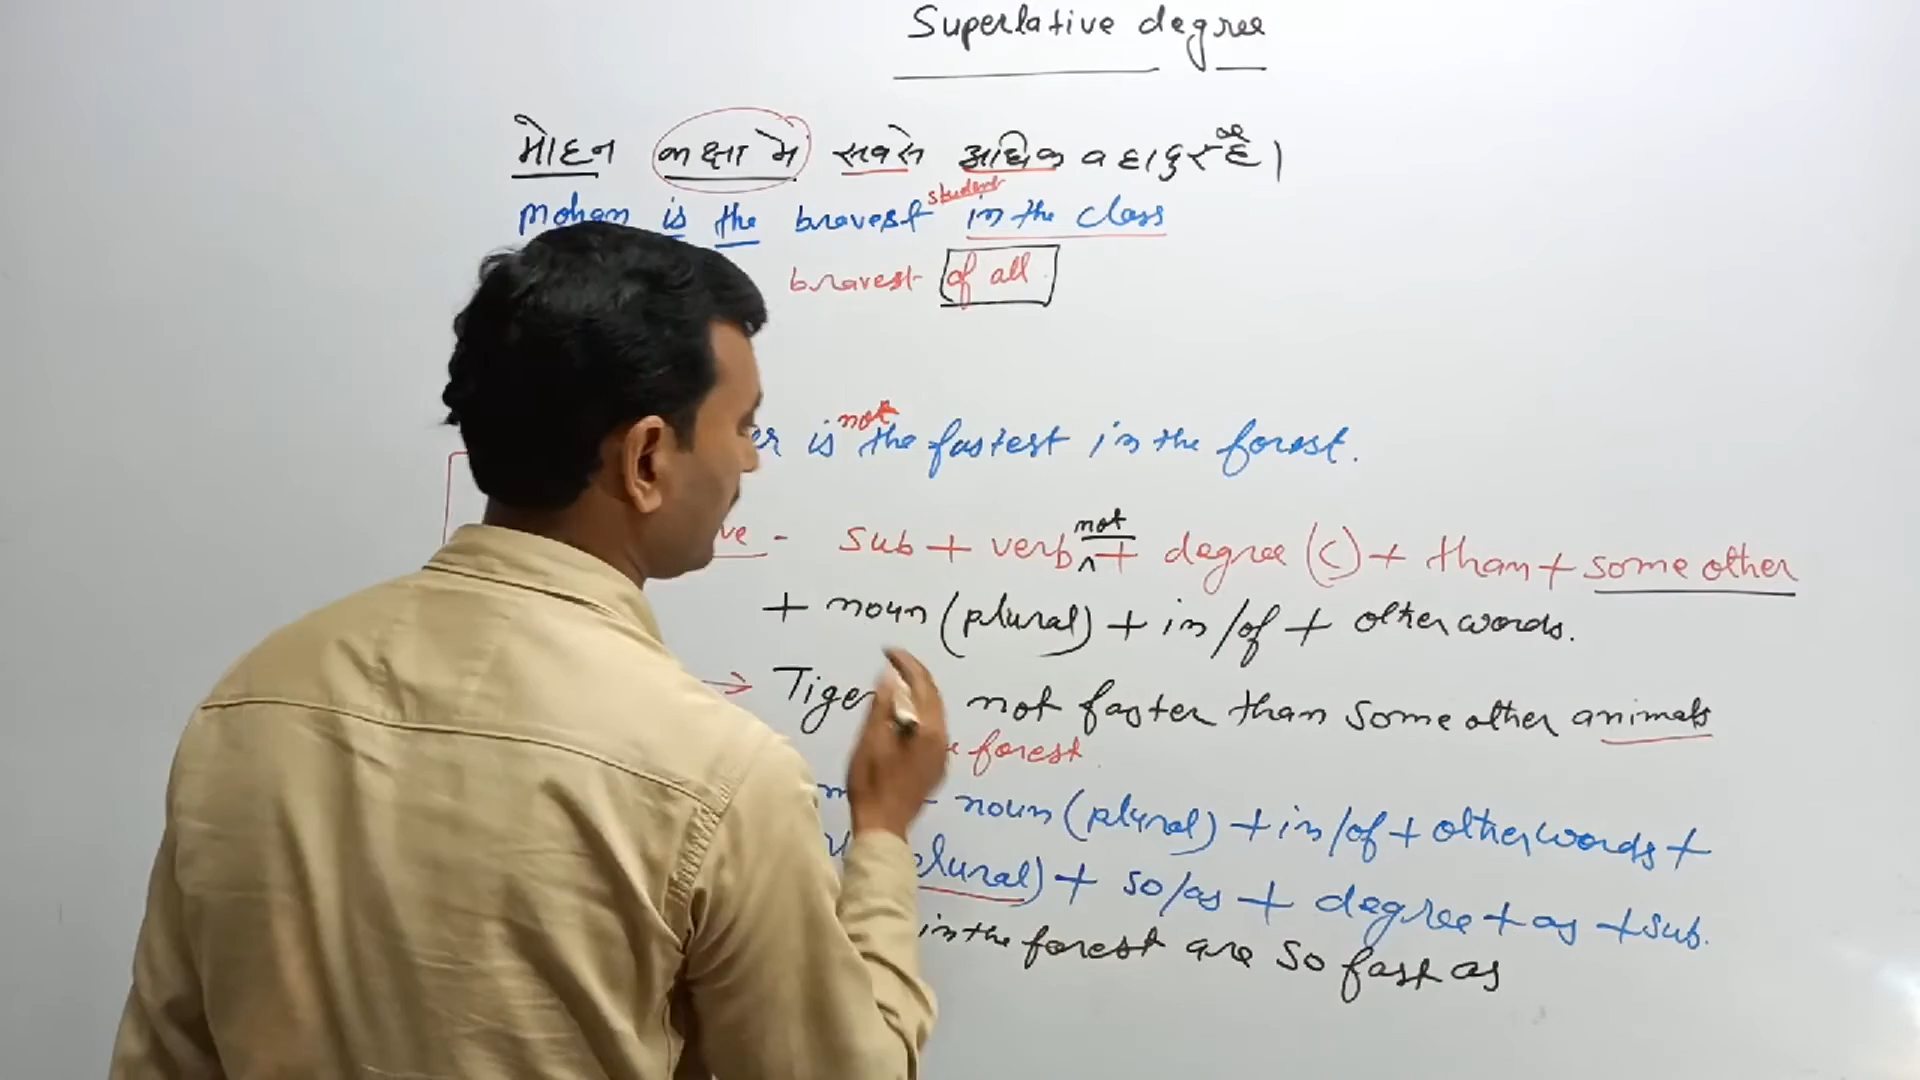 Superlative degree
मोहन कक्षा मे सबसे अधिक बहादुर है।
student
Mohan is the bravest in the class
bravest of all
not
er is the fastest in the forest.
not
ve - sub + verb + degree (c) + than + some other
+ noun (plural) + in/of + other words.
→ Tiger not faster than some other animals
forest.
noun (plural) + in/of + other words +
plural) + so/as + degree + as + sub.
in the forest are so fast as